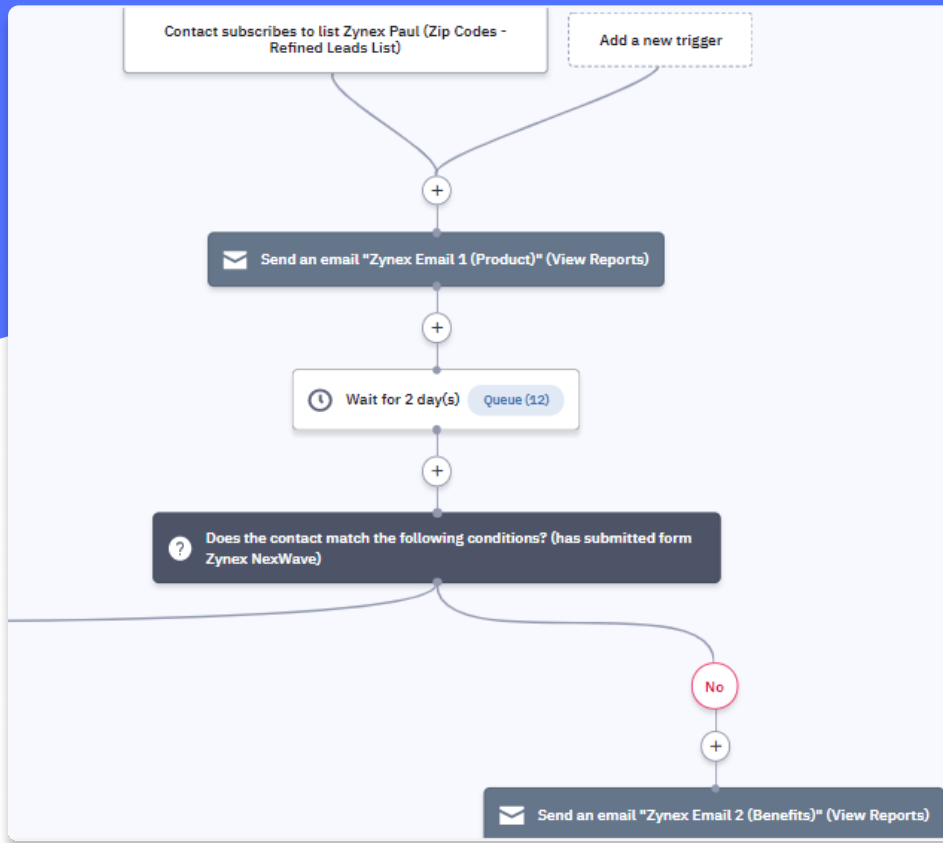 Contact subscribes to list Zynex Paul (Zip Codes -
Refined Leads List)
Add a new trigger
Send an email "Zynex Email 1 (Product)" (View Reports)
Wait for 2 day(s)
Queue (12)
Does the contact match the following conditions? (has submitted form
Zynex NexWave)
No
Send an email "Zynex Email 2 (Benefits)" (View Reports)